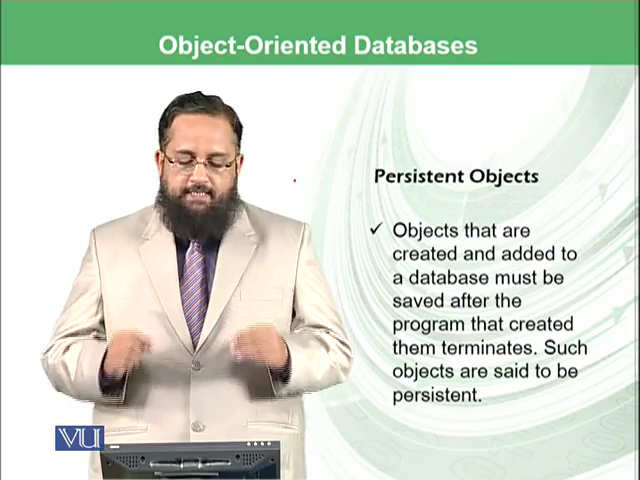 Object-Oriented Databases
Persistent Objects
✓ Objects that are
created and added to
a database must be
saved after the
program that created
them terminates. Such
objects are said to be
persistent.
VU